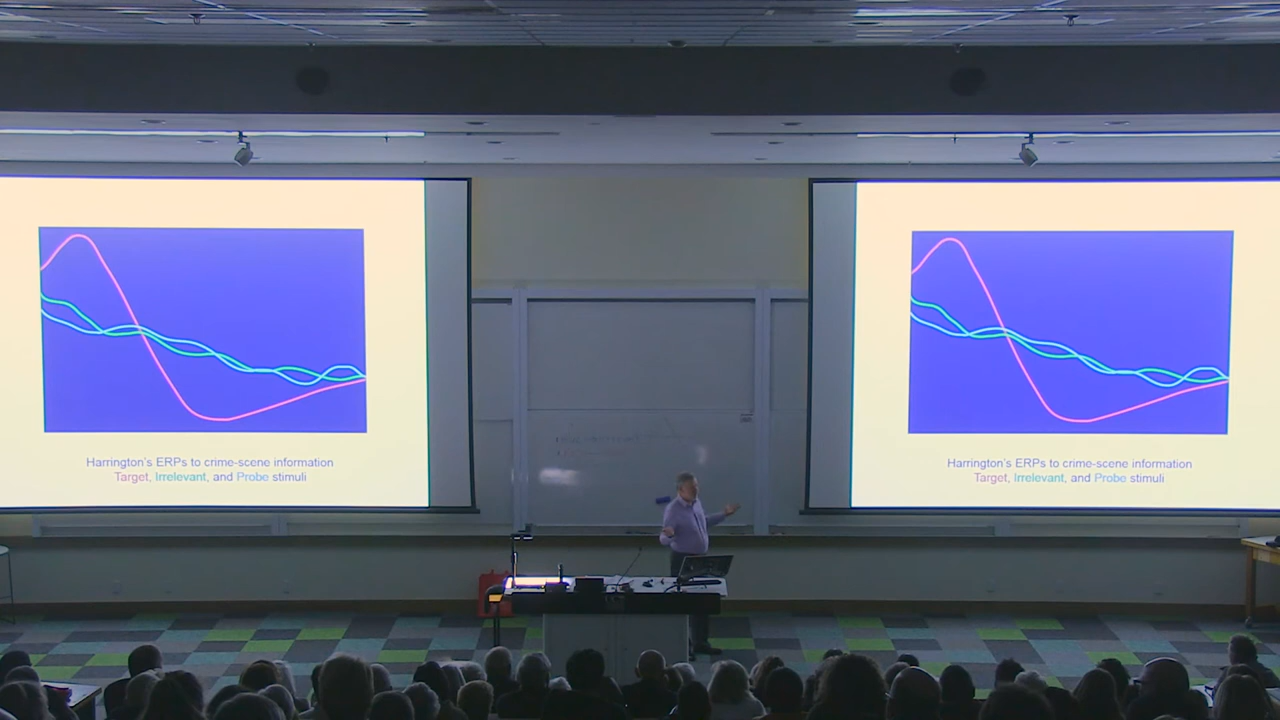 Harrington's ERPs to crime-scene information
Target, Irrelevant, and Probe stimuli
Harrington's ERPs to crime-scene information
Target, Irrelevant, and Probe stimuli